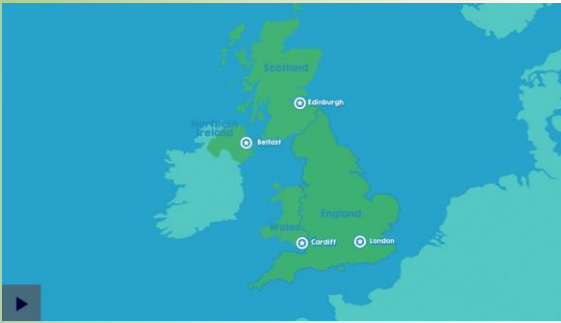 Scotland
Edinburgh
Northern
Ireland
Belfast
England
Wales
Cardiff
London